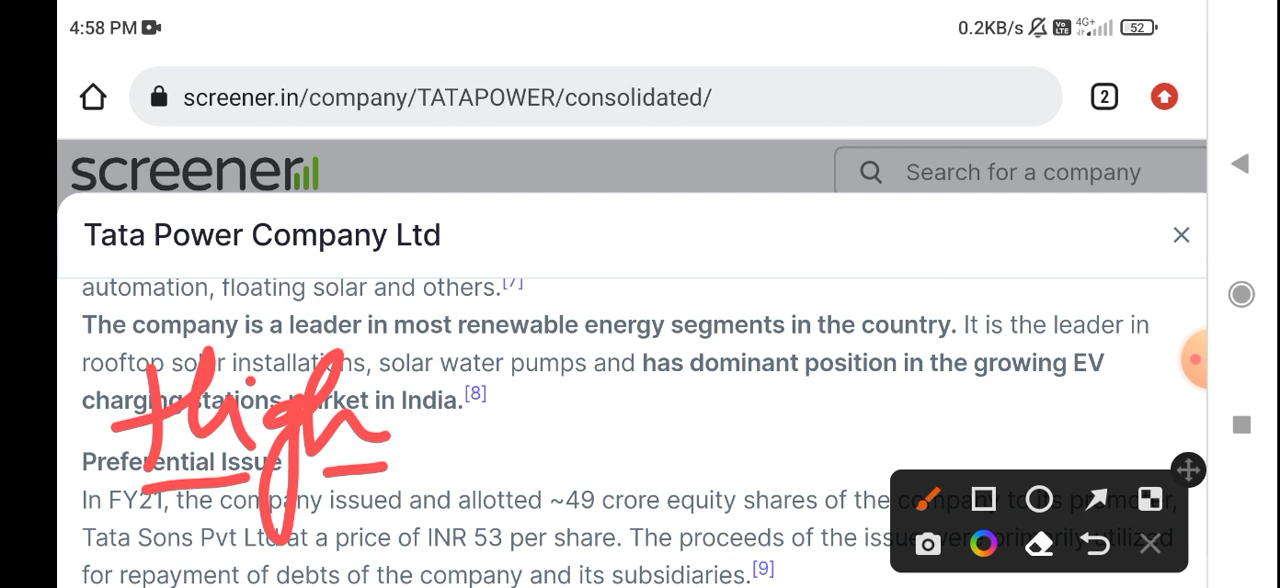 4:58 PM 0.2KB/s Vo LTE 4G+ 52
screener.in/company/TATAPOWER/consolidated/ 2
screener Search for a company
Tata Power Company Ltd
automation, floating solar and others.[7]
The company is a leader in most renewable energy segments in the country. It is the leader in
rooftop solar installations, solar water pumps and has dominant position in the growing EV
charging stations market in India.[8]
High
Preferential Issue
In FY21, the company issued and allotted ~49 crore equity shares of the company to its promoter,
Tata Sons Pvt Ltd at a price of INR 53 per share. The proceeds of the issue were primarily utilized
for repayment of debts of the company and its subsidiaries.[9]